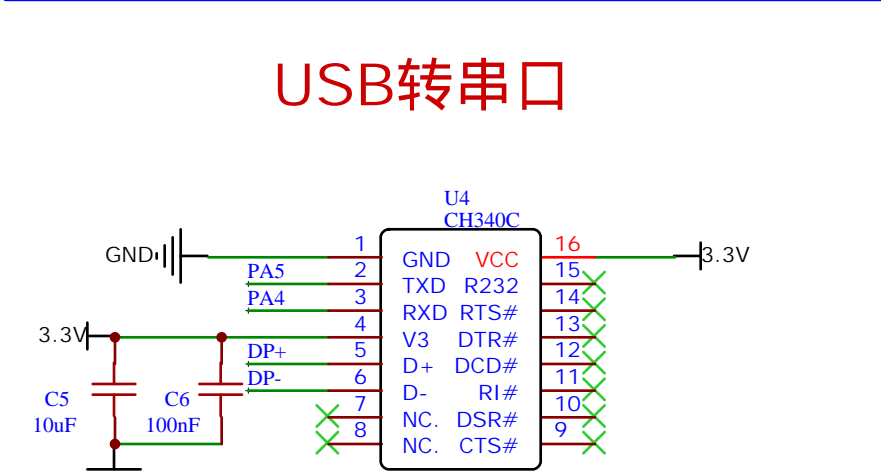 USB转串口
U4
CH340C
GND 1 GND VCC 16 3.3V
PA5 2 TXD R232 15
PA4 3 RXD RTS# 14
3.3V 4 V3 DTR# 13
DP+ 5 D+ DCD# 12
DP- 6 D- RI# 11
7 NC. DSR# 10
8 NC. CTS# 9
C5 C6
10uF 100nF